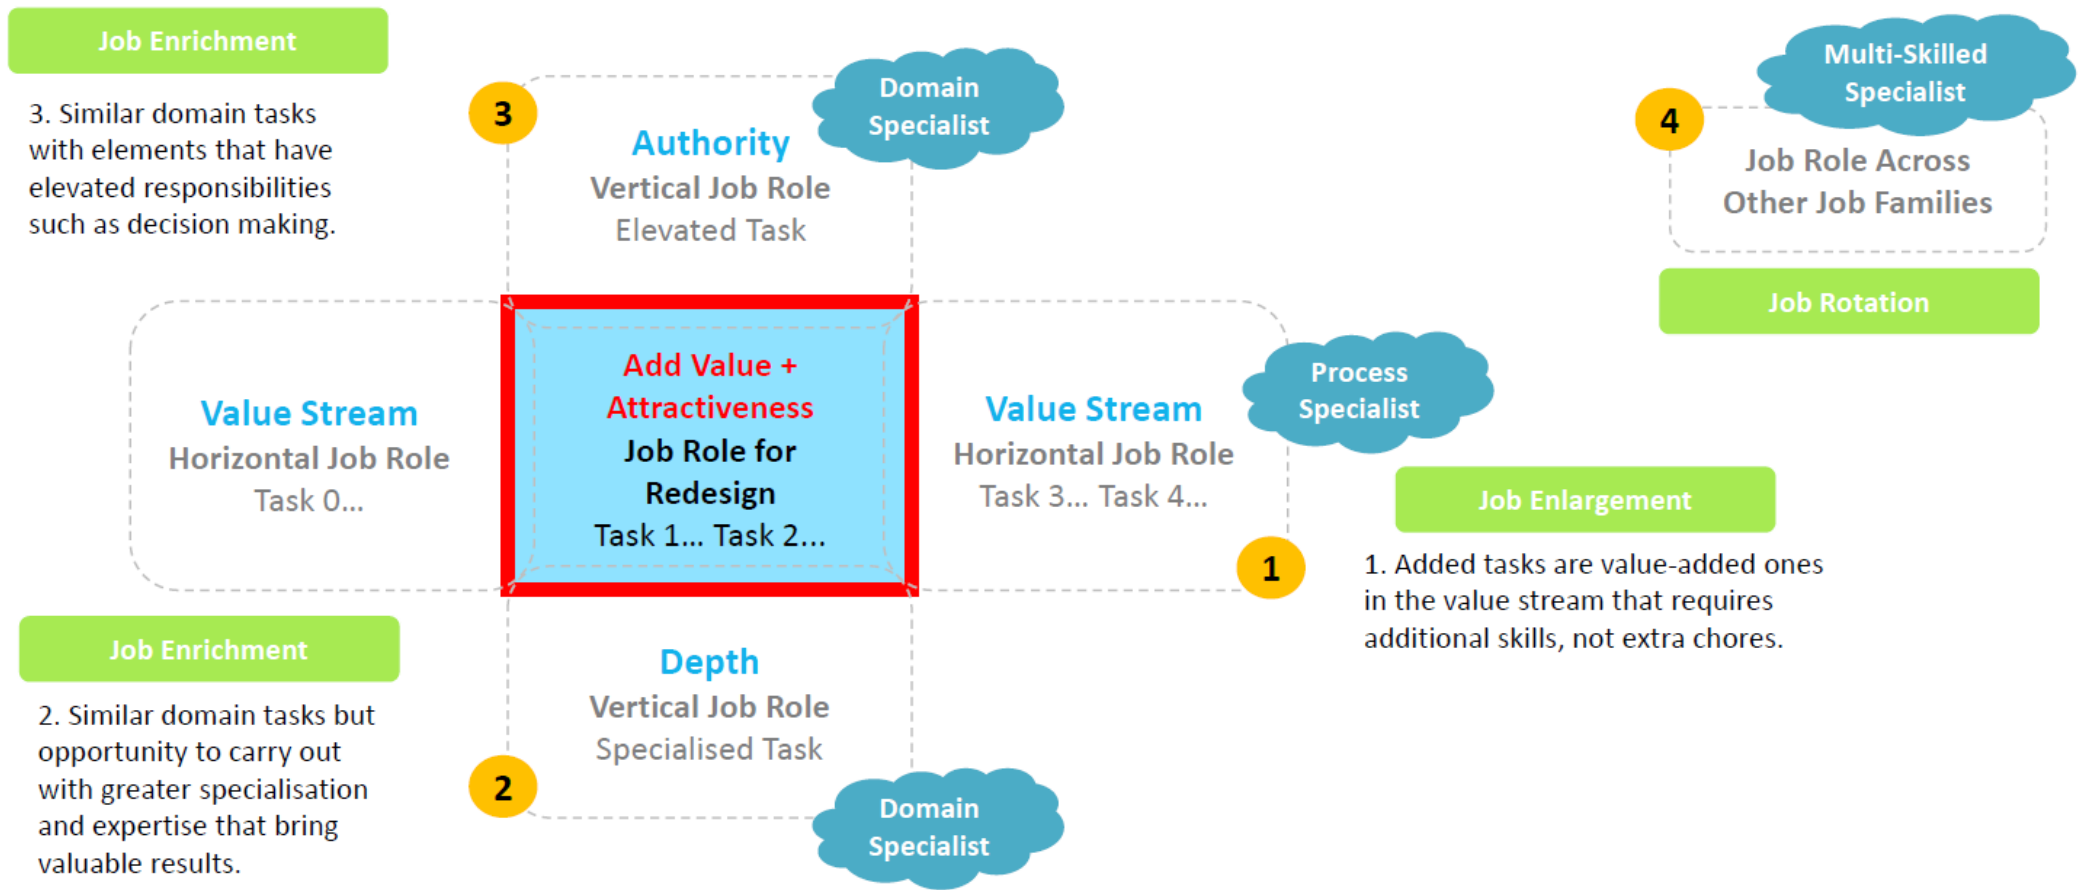 Job Enrichment
3. Similar domain tasks
with elements that have
elevated responsibilities
such as decision making.
3
Authority
Vertical Job Role
Elevated Task
Domain
Specialist
4
Multi-Skilled
Specialist
Job Role Across
Other Job Families
Job Rotation
Value Stream
Horizontal Job Role
Task 0...
Add Value +
Attractiveness
Job Role for
Redesign
Task 1... Task 2...
Value Stream
Horizontal Job Role
Task 3... Task 4...
Process
Specialist
1
Job Enlargement
1. Added tasks are value-added ones
in the value stream that requires
additional skills, not extra chores.
Job Enrichment
2. Similar domain tasks but
opportunity to carry out
with greater specialisation
and expertise that bring
valuable results.
2
Depth
Vertical Job Role
Specialised Task
Domain
Specialist